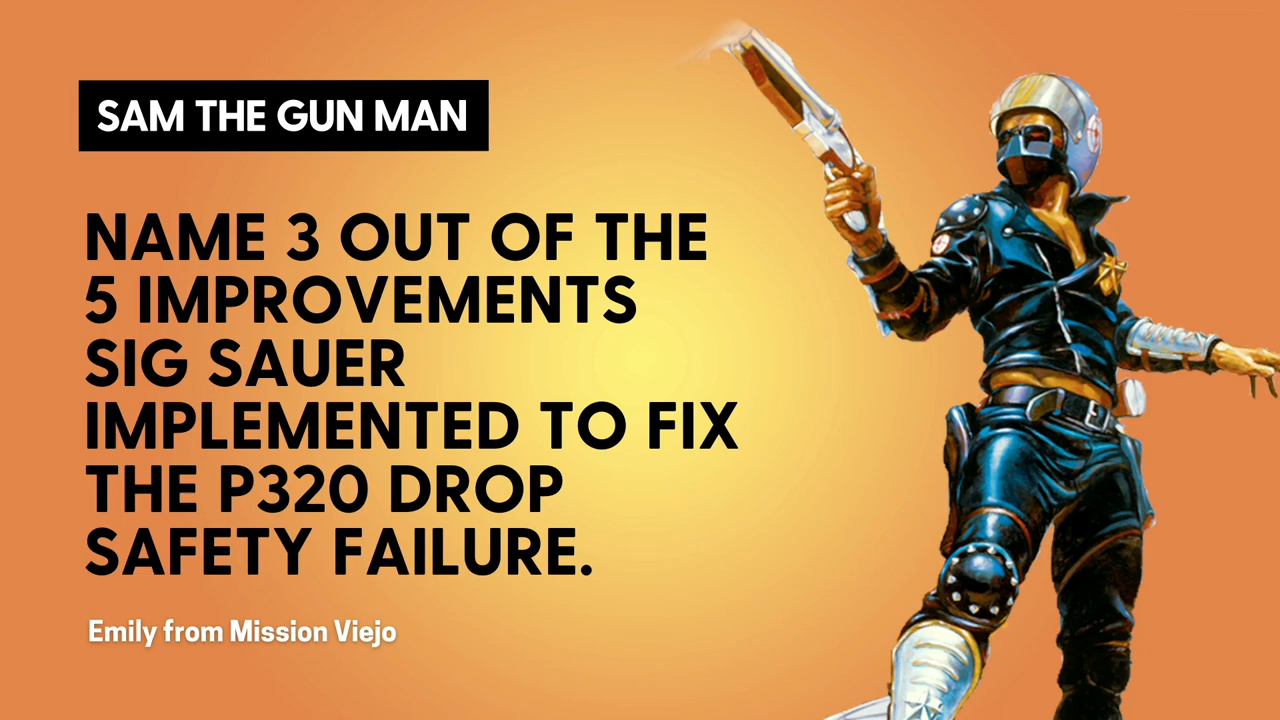 SAM THE GUN MAN
NAME 3 OUT OF THE
5 IMPROVEMENTS
SIG SAUER
IMPLEMENTED TO FIX
THE P320 DROP
SAFETY FAILURE.
Emily from Mission Viejo